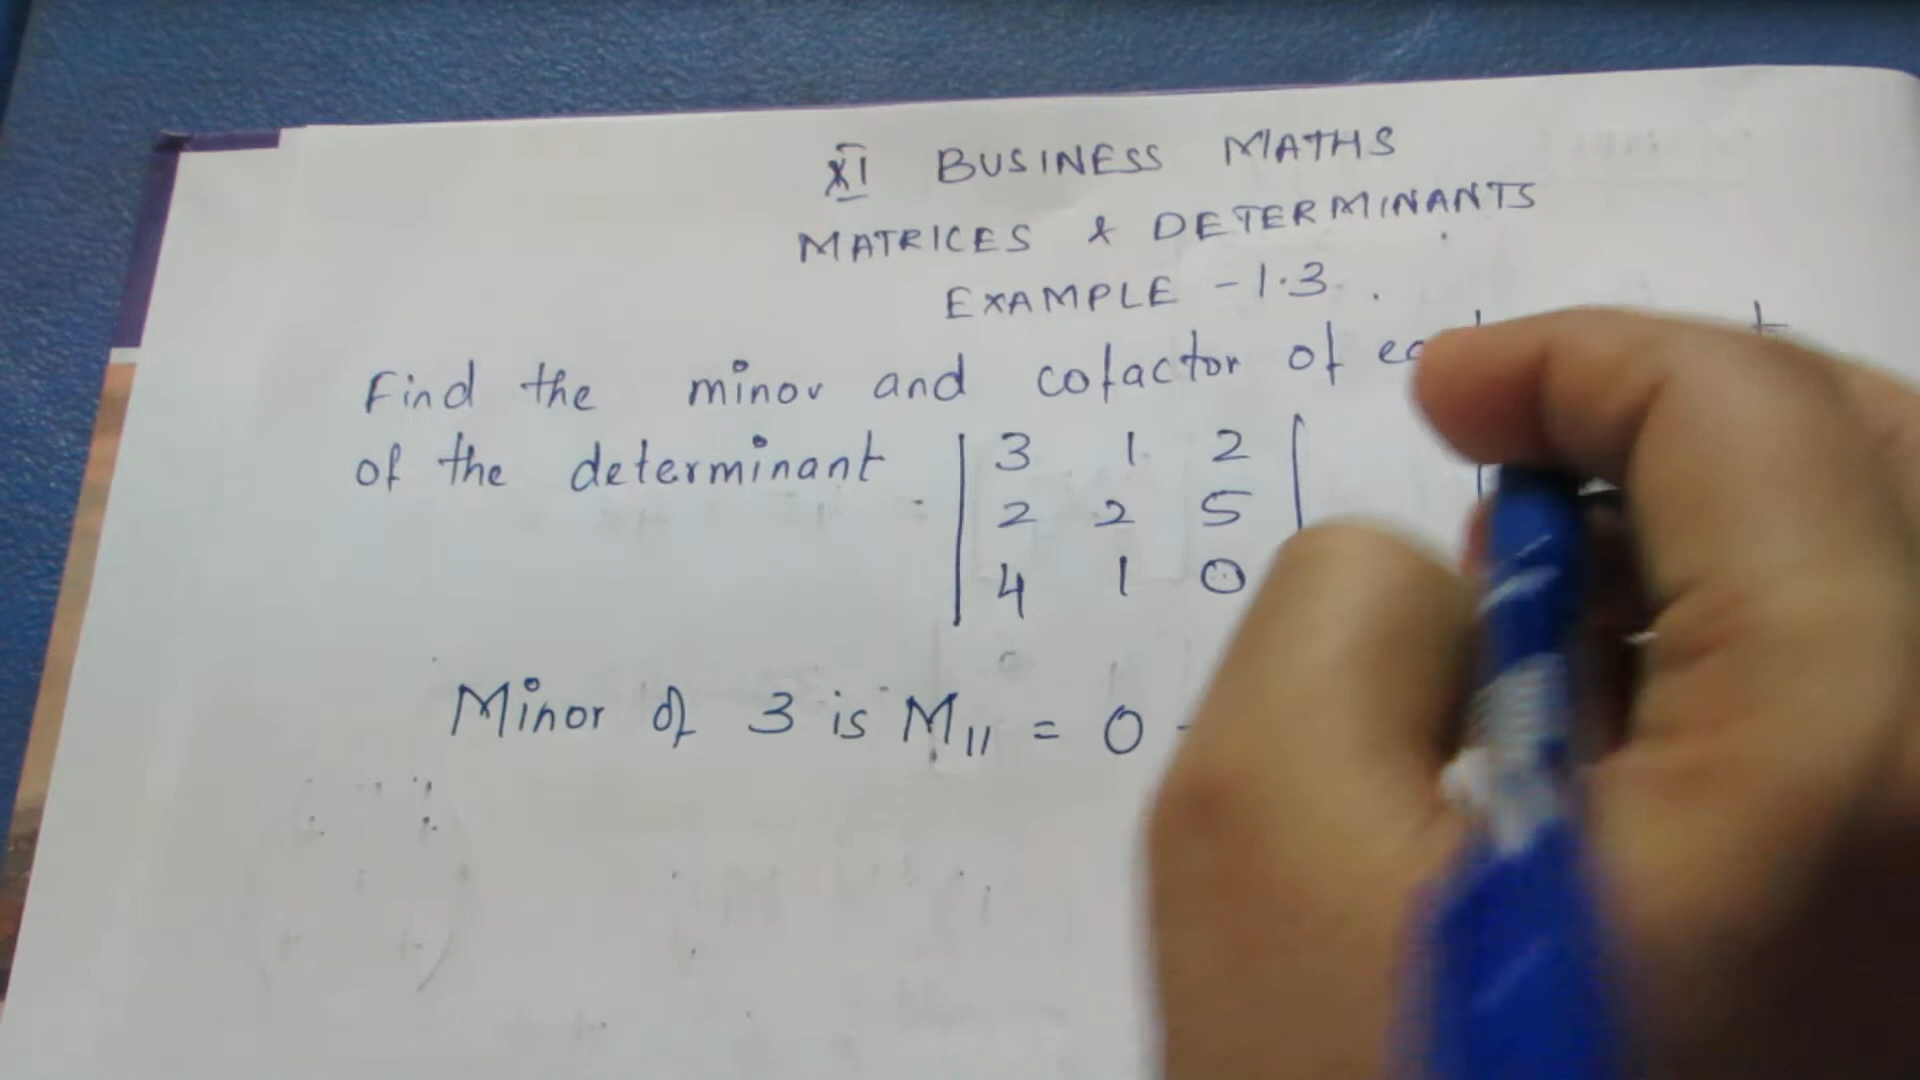 XI BUSINESS MATHS
MATRICES & DETERMINANTS
EXAMPLE - 1.3.
Find the minor and cofactor of
of the determinant | 3 1 2 |
2 2 5
4 1 0
Minor of 3 is M11 = 0 -